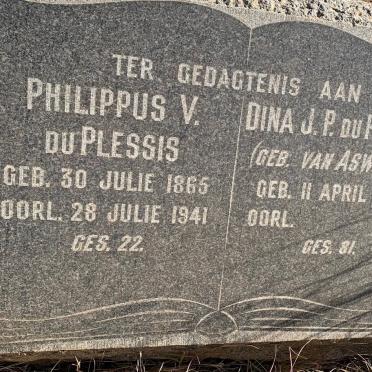 TER GEDAGTENIS AAN
PHILIPPUS V.
DU PLESSIS
GEB. 30 JULIE 1865
OORL. 28 JULIE 1941
GES. 22.
DINA J. P. DU
(GEB. VAN
GEB. 11 APRIL
OORL.
GES. 81.